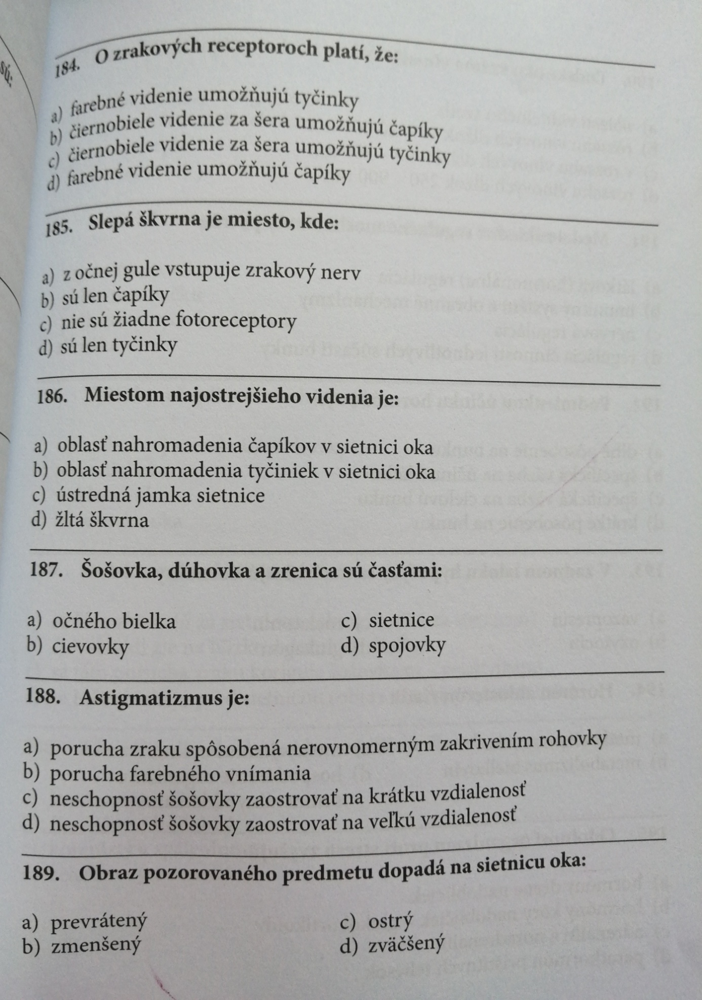 sú:
184. O zrakových receptoroch platí, že:
a) farebné videnie umožňujú tyčinky
b) čiernobiele videnie za šera umožňujú čapíky
c) čiernobiele videnie za šera umožňujú tyčinky
d) farebné videnie umožňujú čapíky
185. Slepá škvrna je miesto, kde:
a) z očnej gule vstupuje zrakový nerv
b) sú len čapíky
c) nie sú žiadne fotoreceptory
d) sú len tyčinky
186. Miestom najostrejšieho videnia je:
a) oblasť nahromadenia čapíkov v sietnici oka
b) oblasť nahromadenia tyčiniek v sietnici oka
c) ústredná jamka sietnice
d) žltá škvrna
187. Šošovka, dúhovka a zrenica sú časťami:
a) očného bielka
b) cievovky
c) sietnice
d) spojovky
188. Astigmatizmus je:
a) porucha zraku spôsobená nerovnomerným zakrivením rohovky
b) porucha farebného vnímania
c) neschopnosť šošovky zaostrovať na krátku vzdialenosť
d) neschopnosť šošovky zaostrovať na veľkú vzdialenosť
189. Obraz pozorovaného predmetu dopadá na sietnicu oka:
a) prevrátený
b) zmenšený
c) ostrý
d) zväčšený